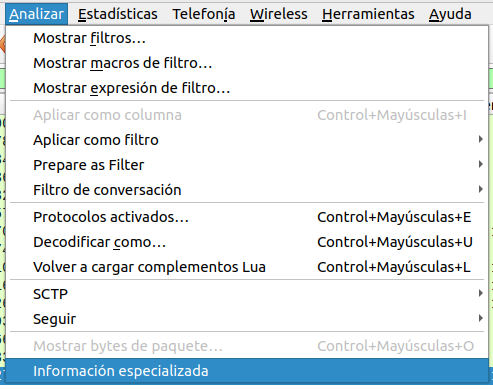 Analizar Estadísticas Telefonía Wireless Herramientas Ayuda
Mostrar filtros...
Mostrar macros de filtro...
Mostrar expresión de filtro...
Aplicar como columna Control+Mayúsculas+I
Aplicar como filtro
Prepare as Filter
Filtro de conversación
Protocolos activados... Control+Mayúsculas+E
Decodificar como... Control+Mayúsculas+U
Volver a cargar complementos Lua Control+Mayúsculas+L
SCTP
Seguir
Mostrar bytes de paquete... Control+Mayúsculas+O
Información especializada